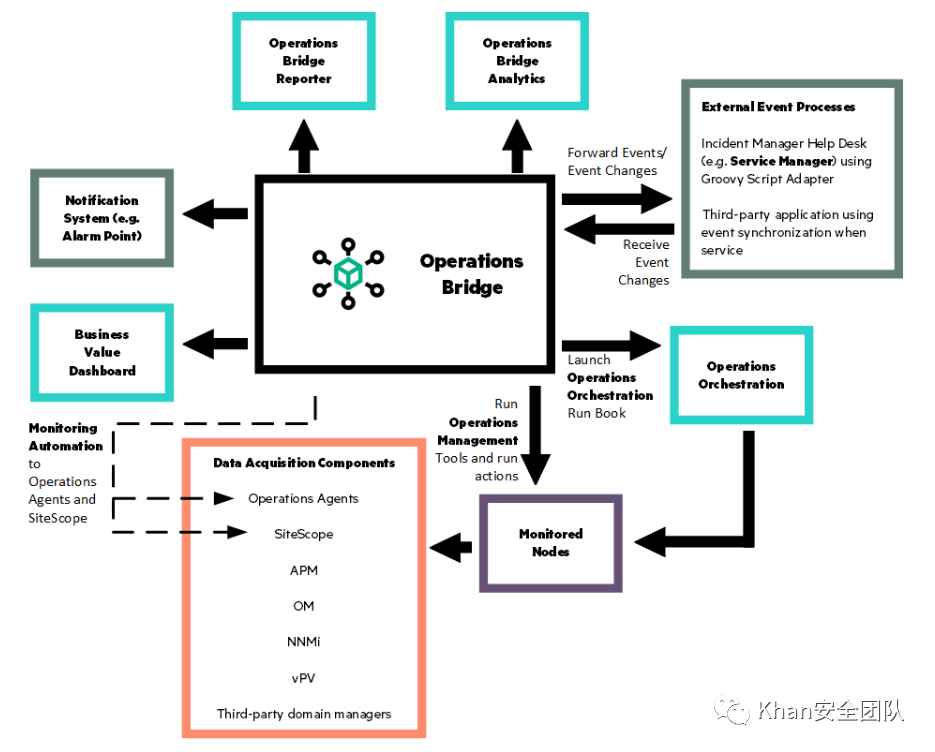 Operations
Bridge
Reporter
Operations
Bridge
Analytics
External Event Processes
Incident Manager Help Desk
(e.g. Service Manager) using
Groovy Script Adapter
Third-party application using
event synchronization when
service
Forward Events/
Event Changes
Receive
Event
Changes
Notification
System (e.g.
Alarm Point)
Operations
Bridge
Business
Value
Dashboard
Launch
Operations
Orchestration
Run Book
Operations
Orchestration
Run
Operations
Management
Tools and run
actions
Monitoring
Automation
to
Operations
Agents and
SiteScope
Data Acquisition Components
Operations Agents
SiteScope
APM
OM
NNMi
vPV
Third-party domain managers
Monitored
Nodes
Khan安全团队